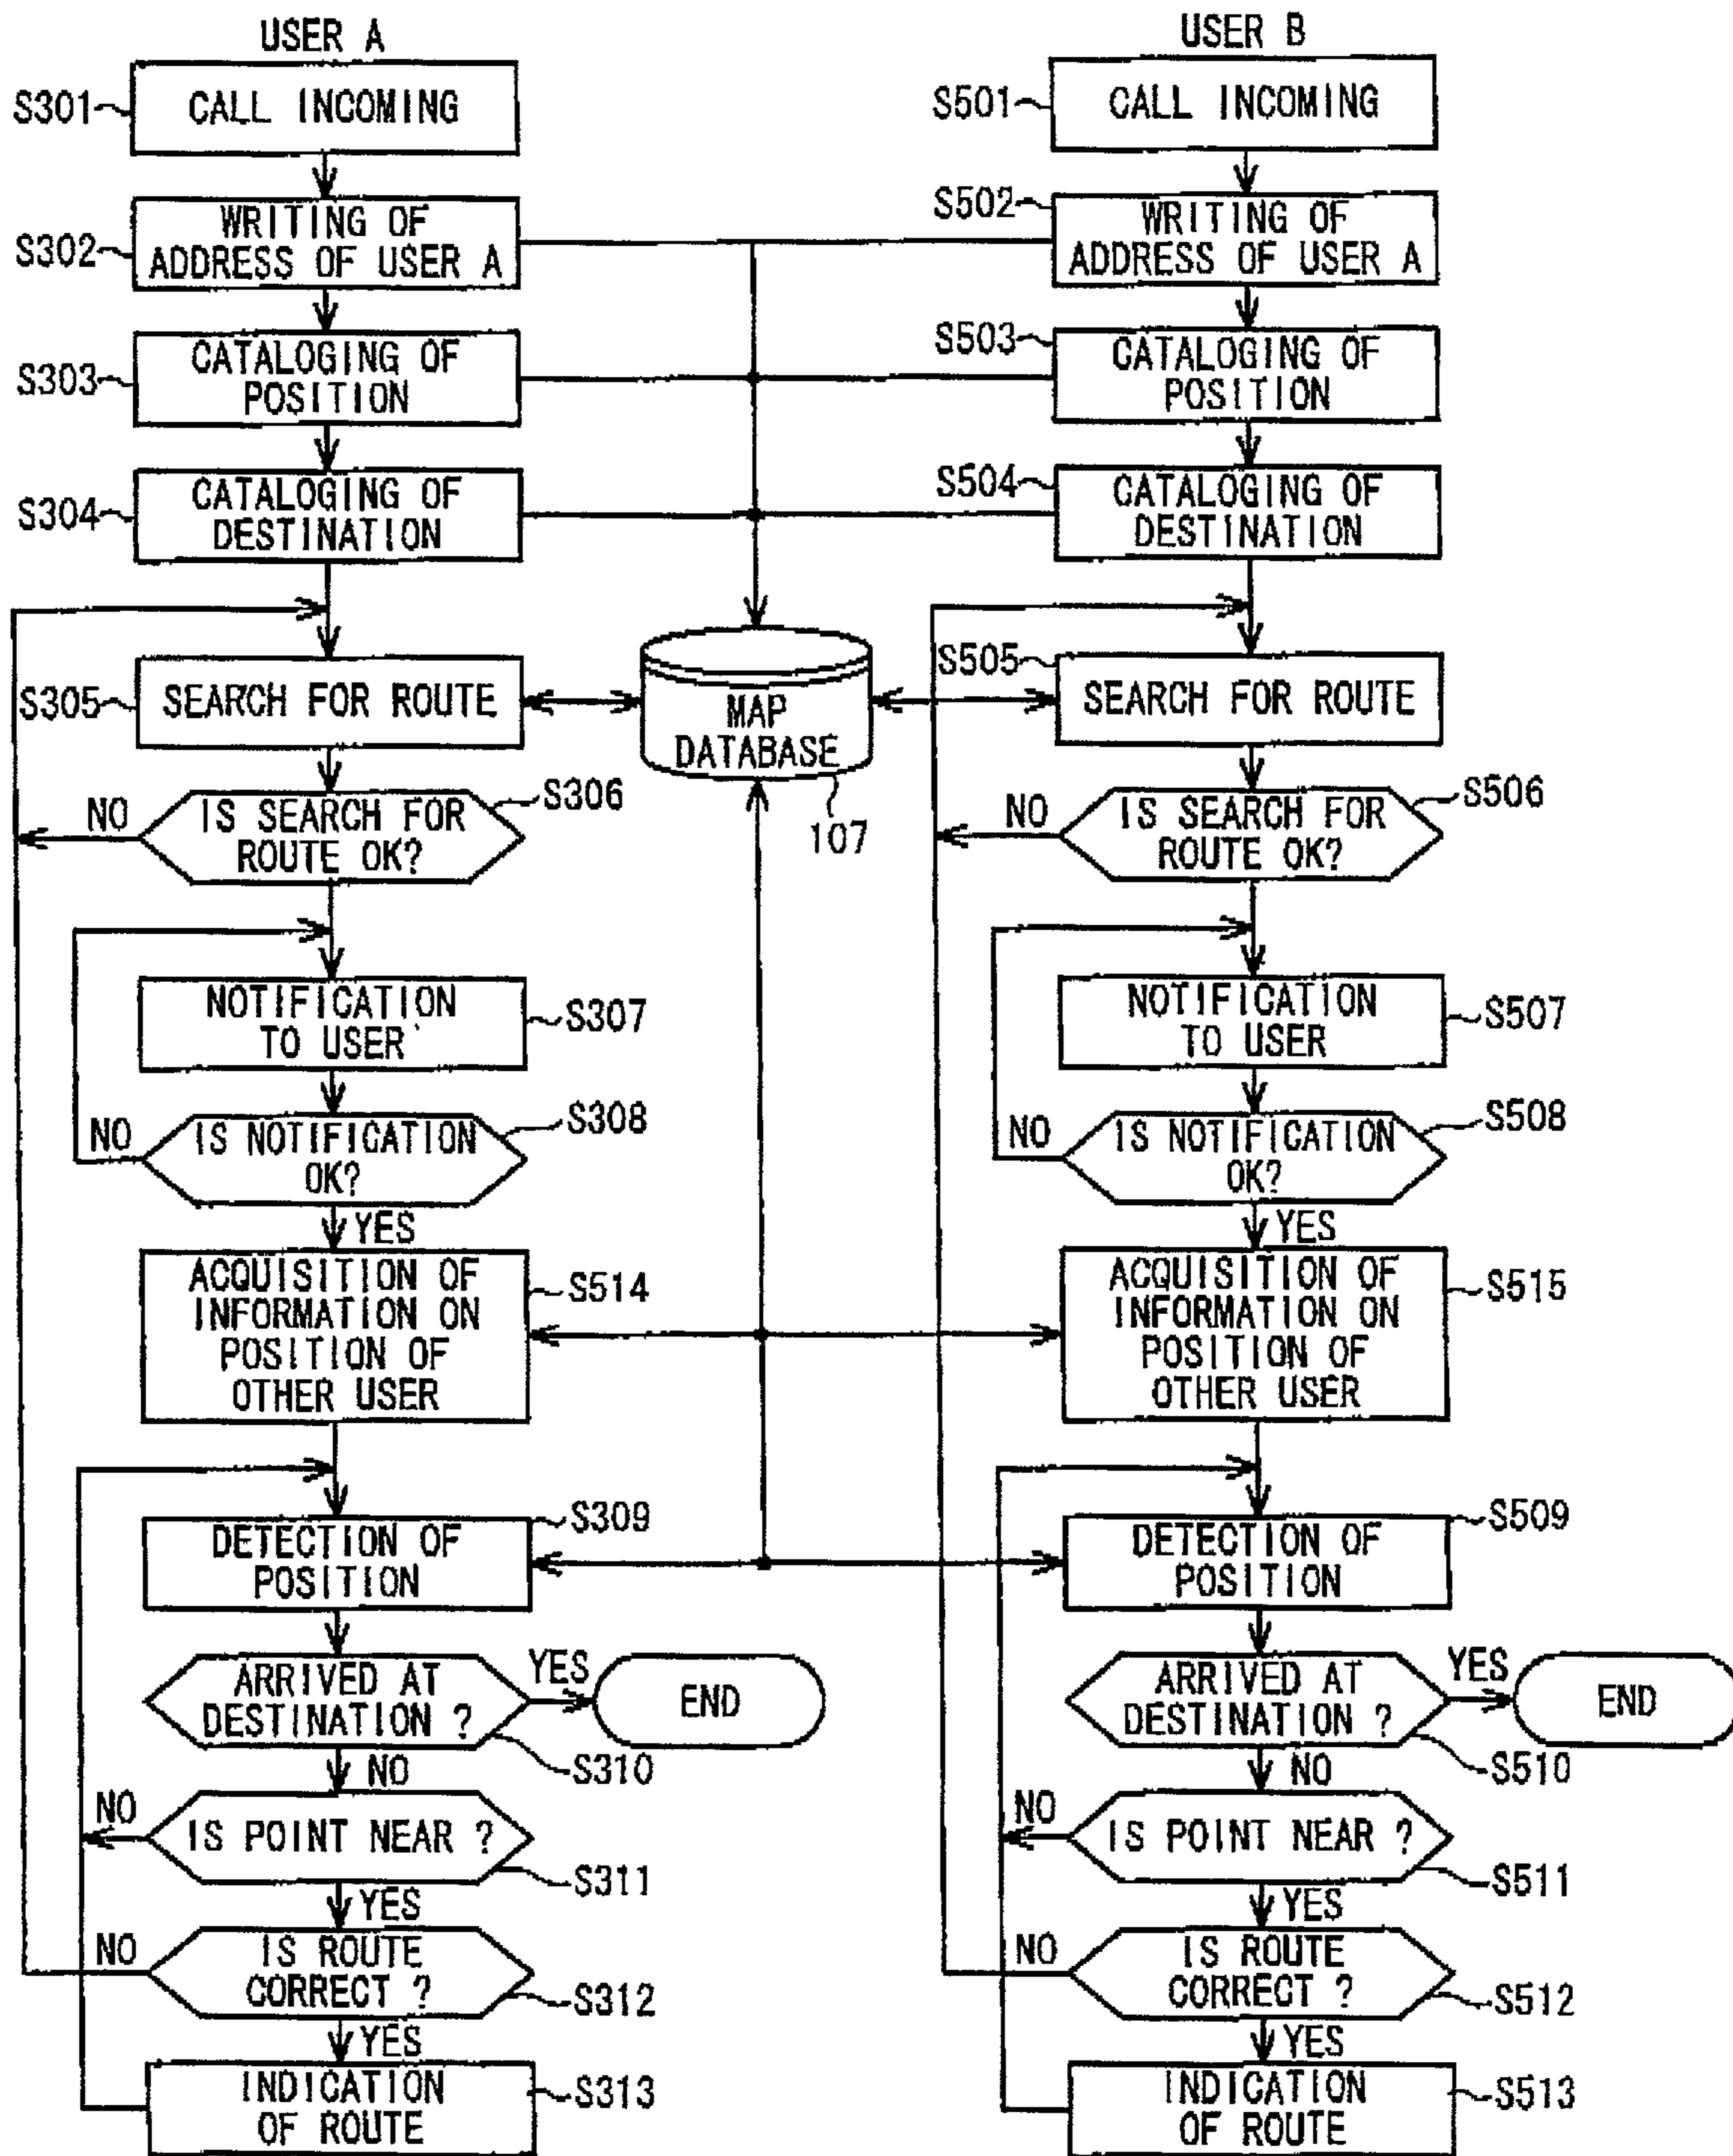 USER A
S301
CALL INCOMING
S302
WRITING OF
ADDRESS OF USER A
S303
CATALOGING OF
POSITION
S304
CATALOGING OF
DESTINATION
S305
SEARCH FOR ROUTE
S306
NO
IS SEARCH FOR
ROUTE OK?
NOTIFICATION
TO USER
S307
S308
NO
IS NOTIFICATION
OK?
YES
ACQUISITION OF
INFORMATION ON
POSITION OF
OTHER USER
S514
S309
DETECTION OF
POSITION
ARRIVED AT
DESTINATION ?
YES
END
S310
NO
NO
IS POINT NEAR ?
S311
YES
NO
IS ROUTE
CORRECT ?
S312
YES
INDICATION
OF ROUTE
S313
MAP
DATABASE
107
USER B
S501
CALL INCOMING
S502
WRITING OF
ADDRESS OF USER A
S503
CATALOGING OF
POSITION
S504
CATALOGING OF
DESTINATION
S505
SEARCH FOR ROUTE
S506
NO
IS SEARCH FOR
ROUTE OK?
NOTIFICATION
TO USER
S507
S508
NO
IS NOTIFICATION
OK?
YES
ACQUISITION OF
INFORMATION ON
POSITION OF
OTHER USER
S515
S509
DETECTION OF
POSITION
ARRIVED AT
DESTINATION ?
YES
END
S510
NO
NO
IS POINT NEAR ?
S511
YES
NO
IS ROUTE
CORRECT ?
S512
YES
INDICATION
OF ROUTE
S513